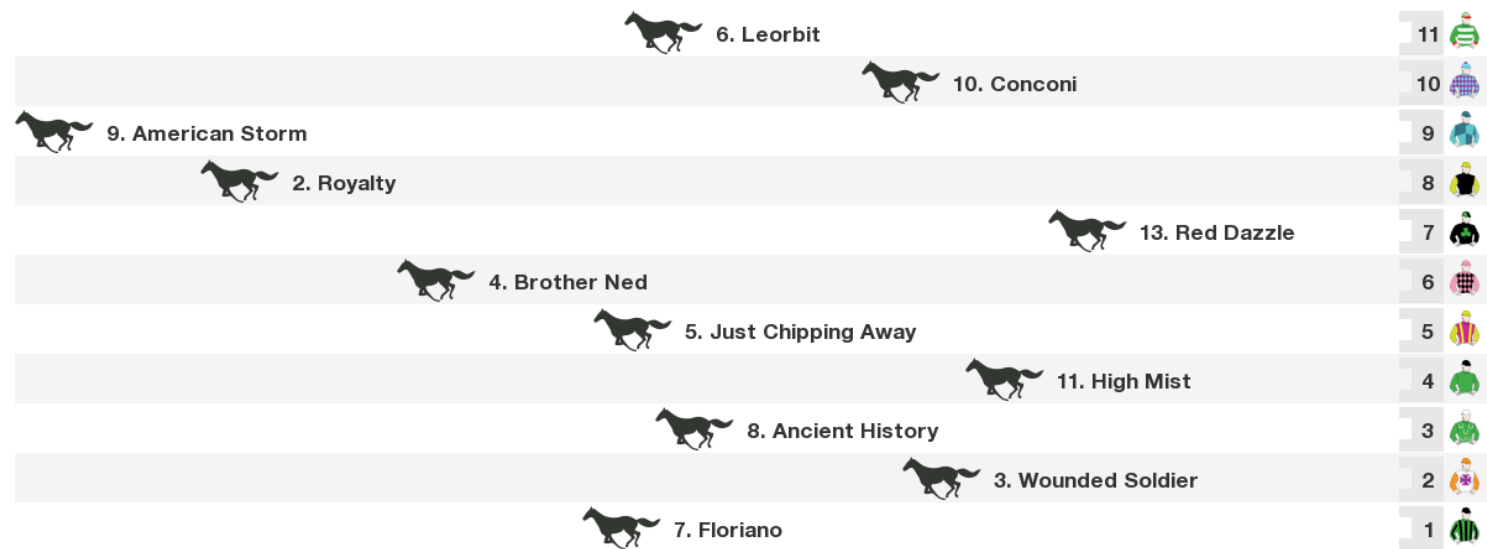 6. Leorbit 11
10. Conconi 10
9. American Storm 9
2. Royalty 8
13. Red Dazzle 7
4. Brother Ned 6
5. Just Chipping Away 5
11. High Mist 4
8. Ancient History 3
3. Wounded Soldier 2
7. Floriano 1